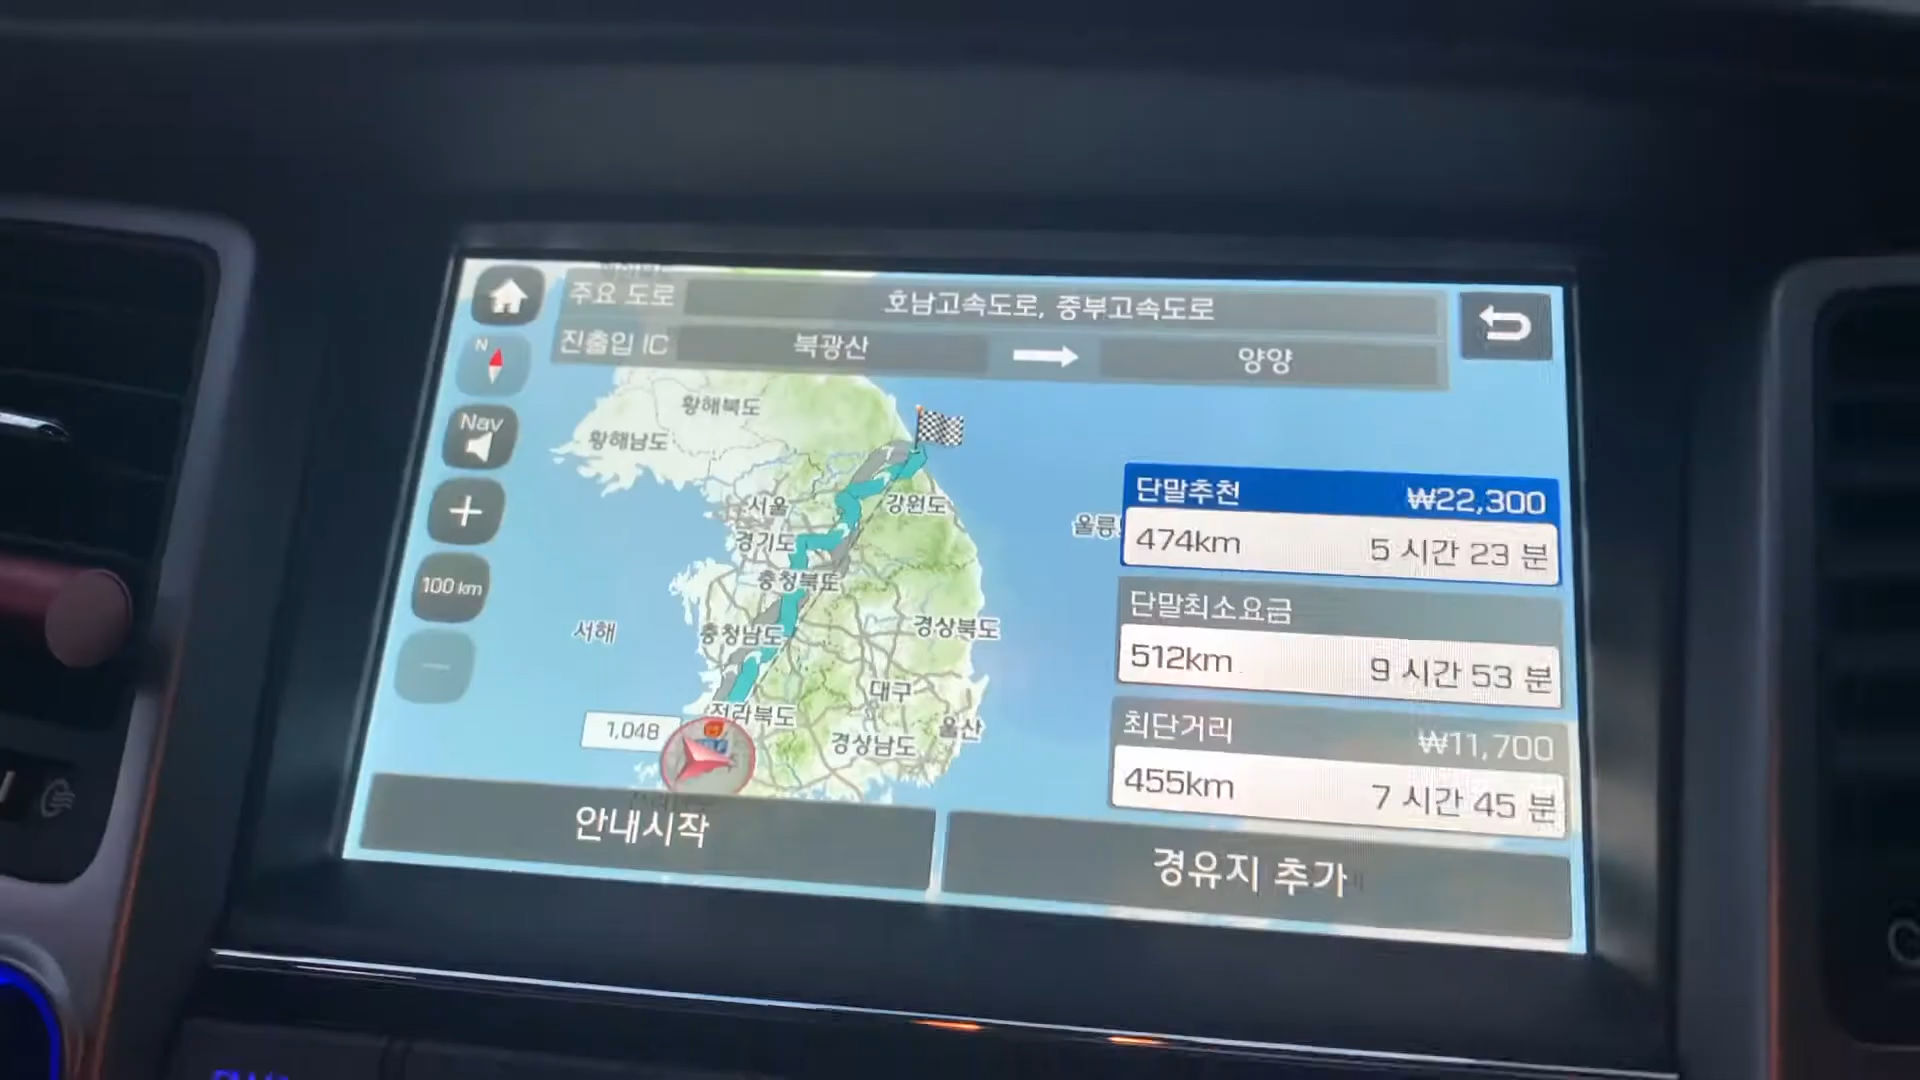 주요 도로
호남고속도로, 중부고속도로
진출입 IC
북광산
양양
N
Nav
100 km
황해북도
황해남도
서울
강원도
경기도
충청북도
서해
충청남도
경상북도
대구
전라북도
울산
경상남도
1,048
단말추천 ₩22,300
474km 5 시간 23 분
단말최소요금
512km 9 시간 53 분
최단거리 ₩11,700
455km 7 시간 45 분
안내시작
경유지 추가